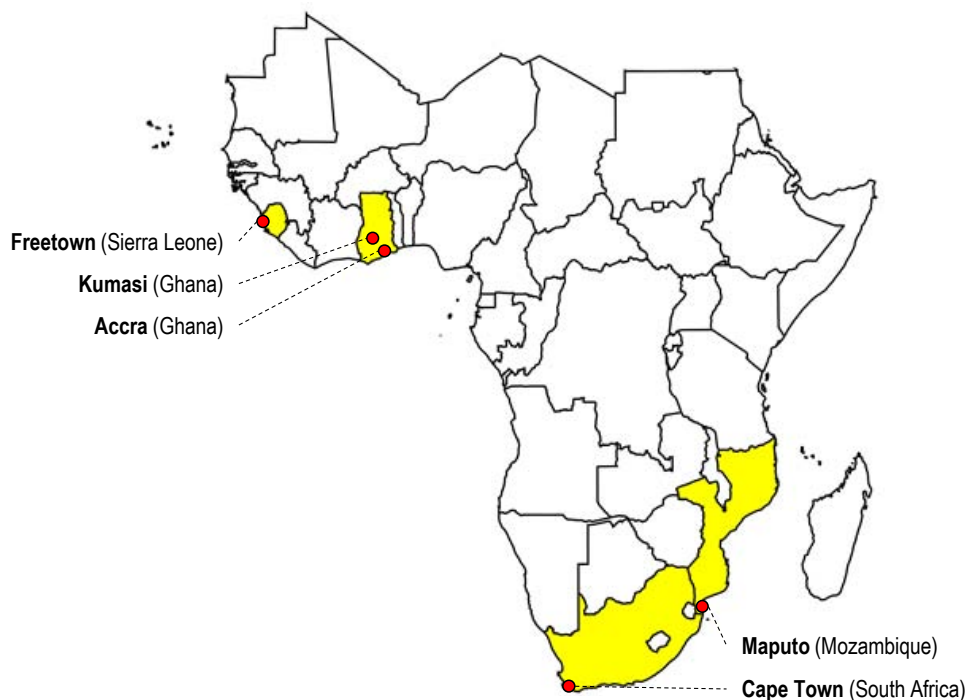 Freetown (Sierra Leone)
Kumasi (Ghana)
Accra (Ghana)
Maputo (Mozambique)
Cape Town (South Africa)